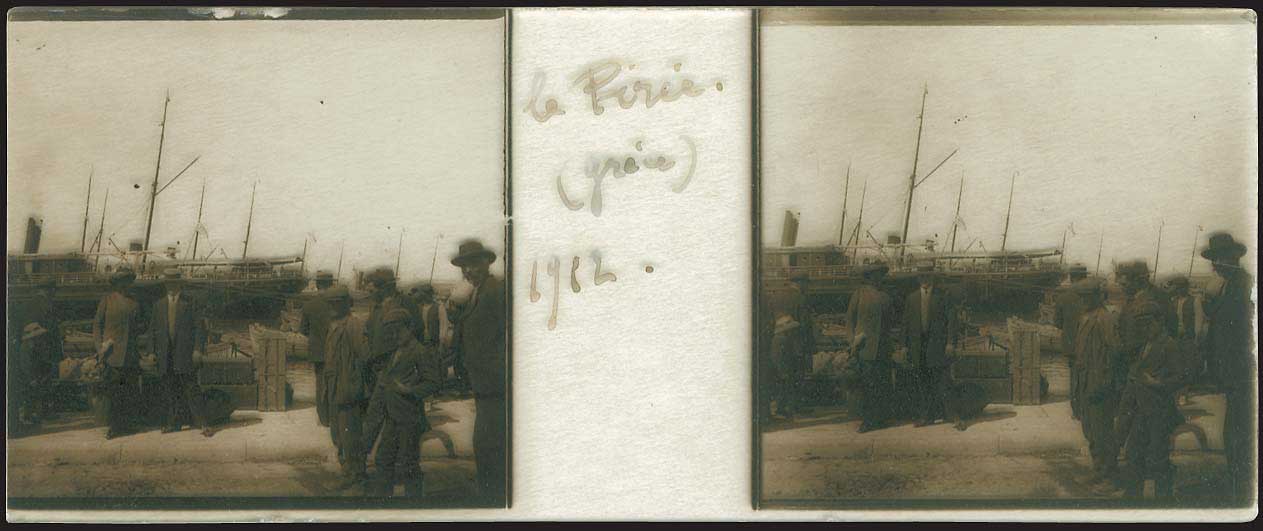 le Pirée.
(grèce)
1912.